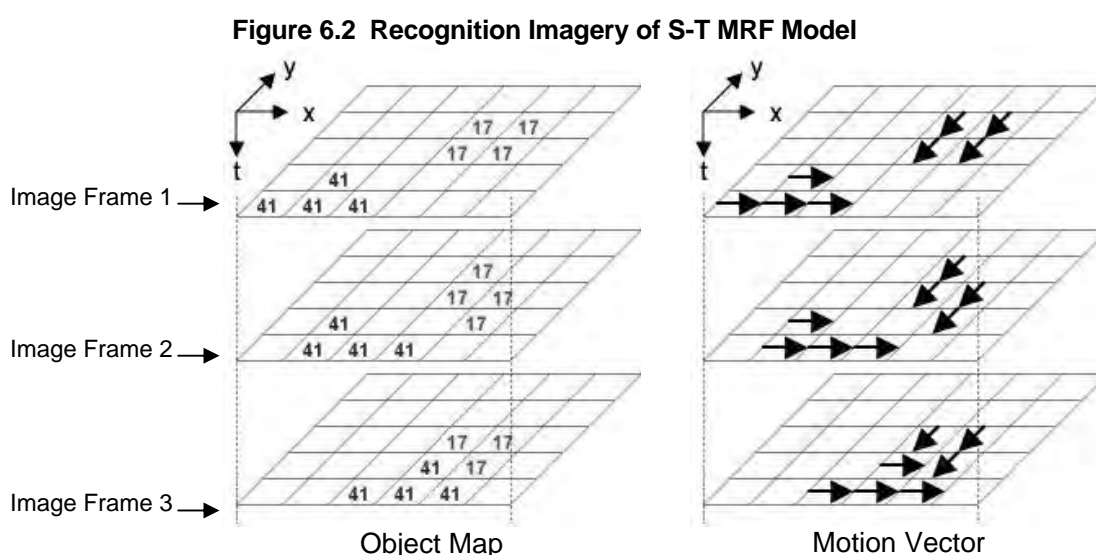 Figure 6.2 Recognition Imagery of S-T MRF Model
y
x
t
17 17
17 17
41
41 41 41
Image Frame 1
y
x
t
17
17 17
41 17
41 41 41
Image Frame 2
17 17
41 17
41 41 41
Image Frame 3
Object Map
Motion Vector